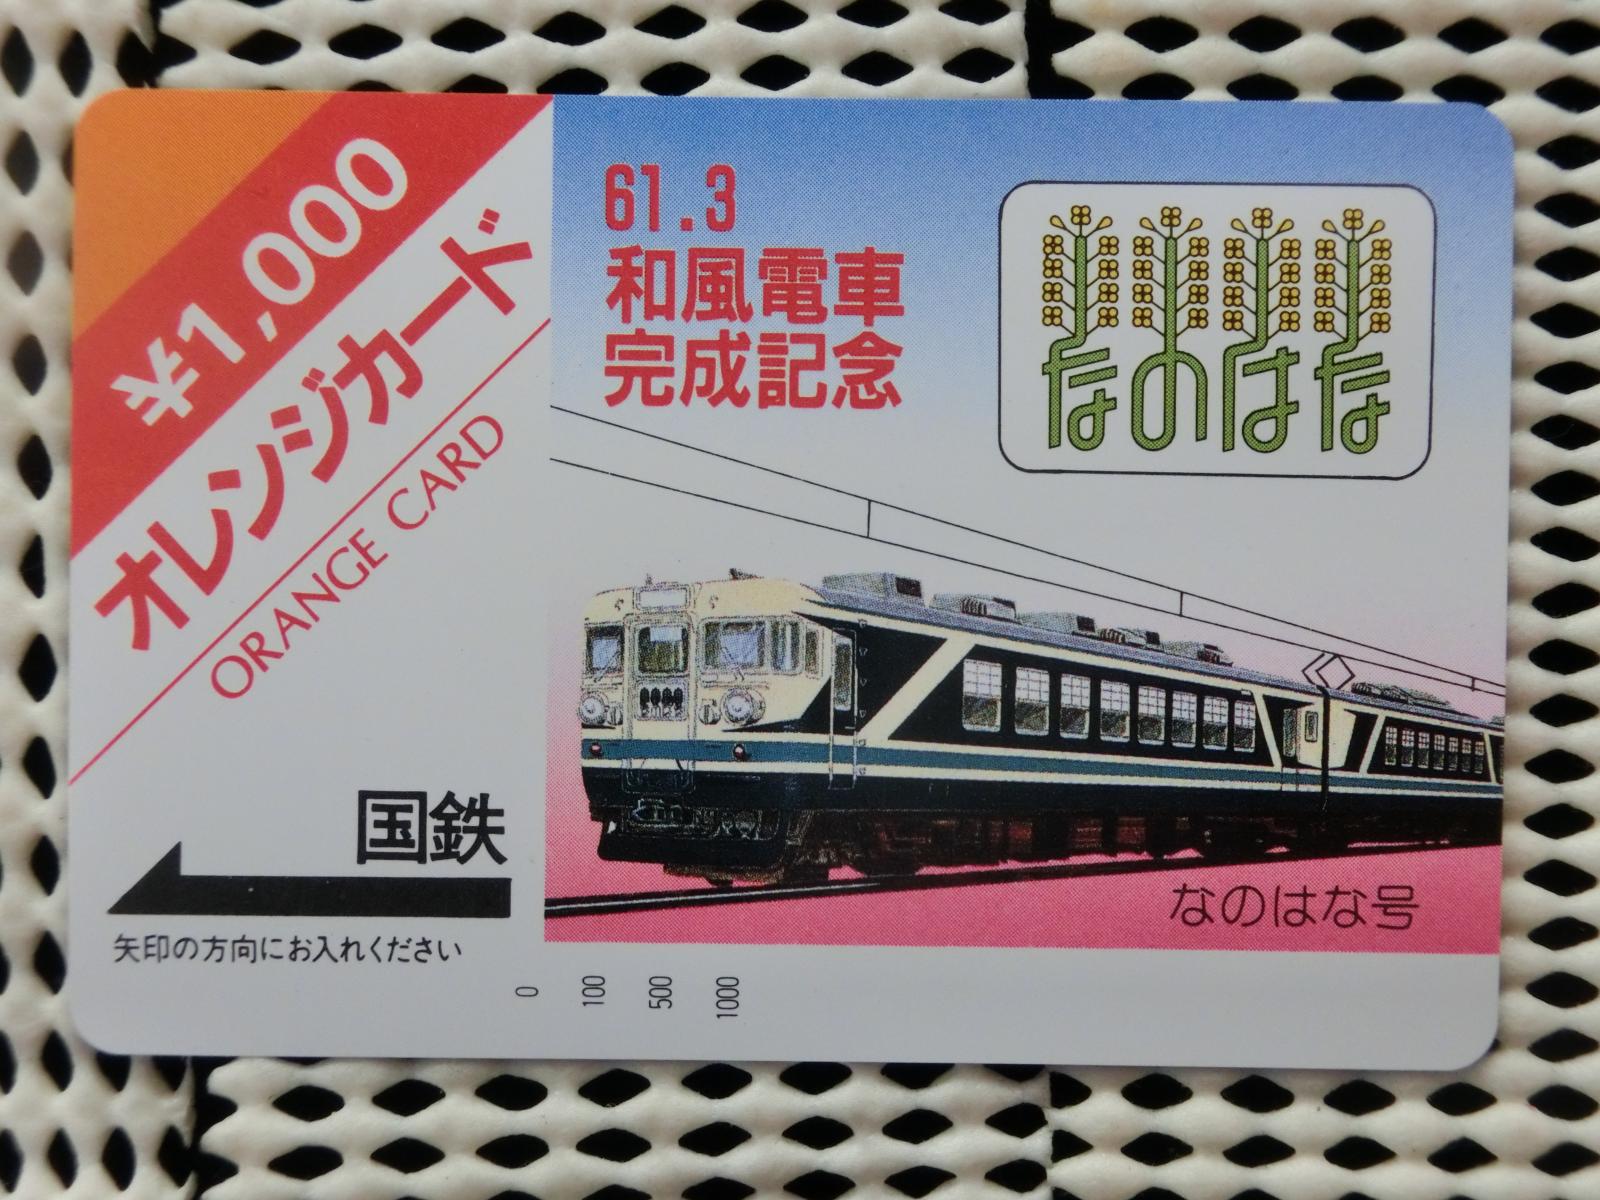 ¥1,000
オレンジカード
ORANGE CARD
61.3
和風電車
完成記念
なのはな
国鉄
矢印の方向にお入れください
なのはな号
0 100 500 1000